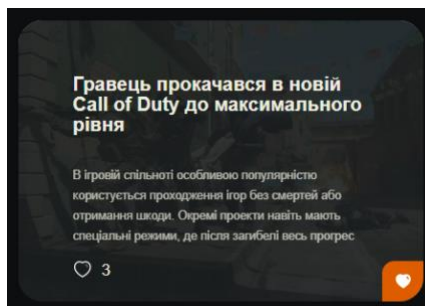 Гравець прокачався в новій
Call of Duty до максимального
рівня
В ігровій спільноті особливою популярністю
користується проходження ігор без смертей або
отримання шкоди. Окремі проекти навіть мають
спеціальні режими, де після загибелі весь прогрес
3